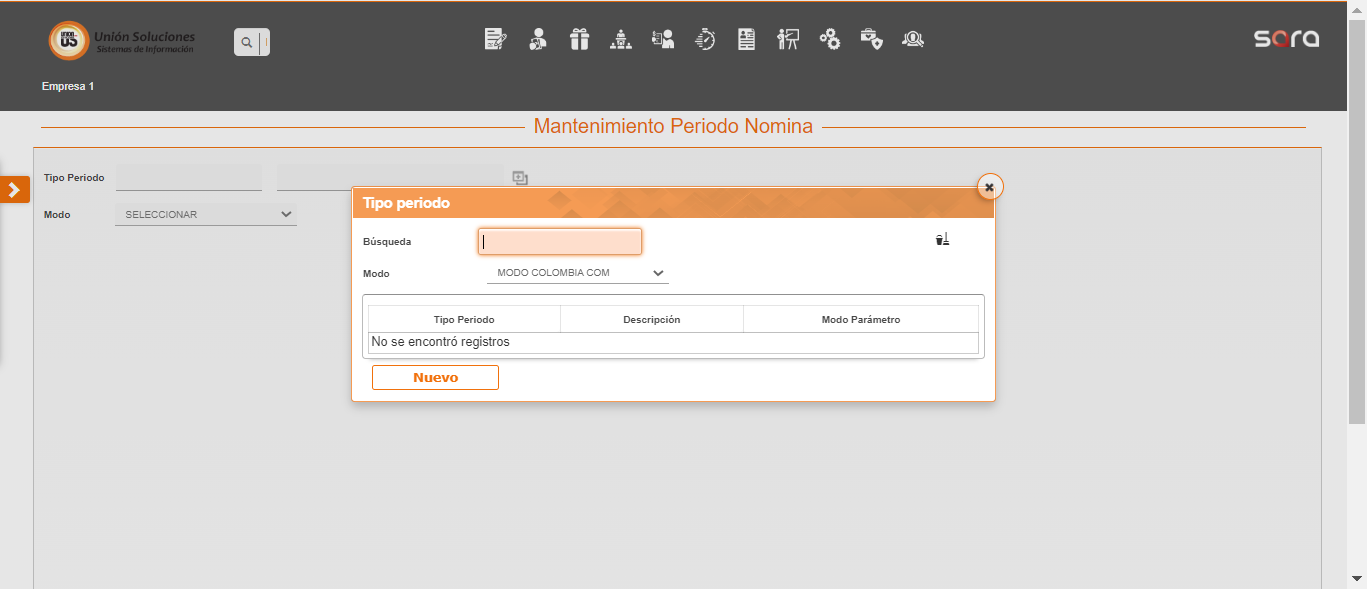 UNION
US
Unión Soluciones
Sistemas de Información
sara
Empresa 1
Mantenimiento Periodo Nomina
Tipo Periodo
Modo
SELECCIONAR
Tipo periodo
Búsqueda
Modo
MODO COLOMBIA COM
Tipo Periodo
Descripción
Modo Parámetro
No se encontró registros
Nuevo